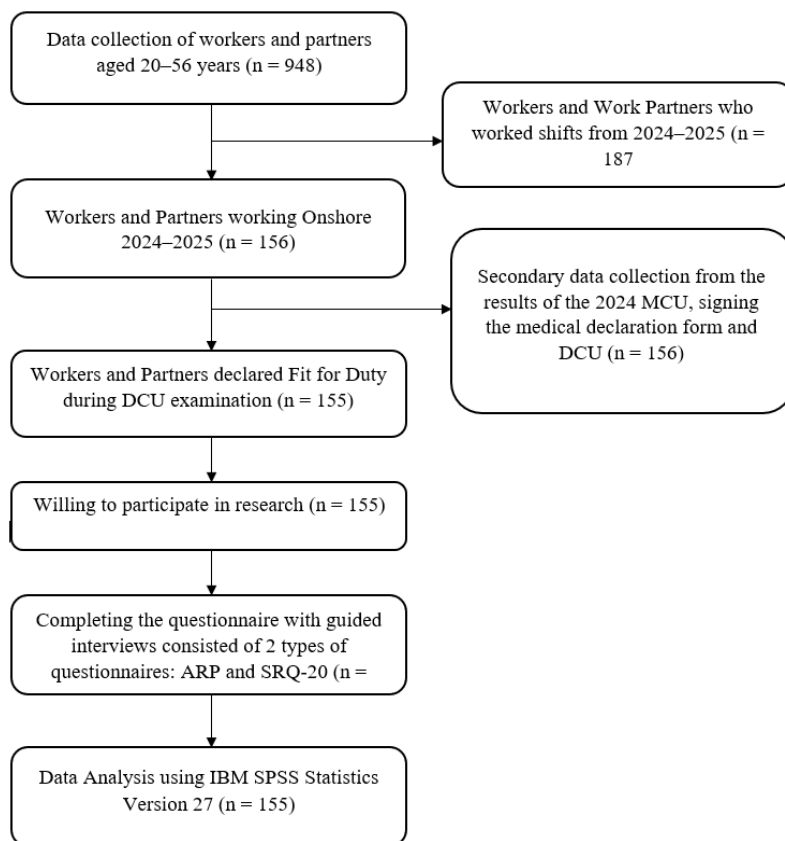 Data collection of workers and partners
aged 20–56 years (n = 948)
Workers and Work Partners who
worked shifts from 2024–2025 (n =
187
Workers and Partners working Onshore
2024–2025 (n = 156)
Secondary data collection from the
results of the 2024 MCU, signing
the medical declaration form and
DCU (n = 156)
Workers and Partners declared Fit for Duty
during DCU examination (n = 155)
Willing to participate in research (n = 155)
Completing the questionnaire with guided
interviews consisted of 2 types of
questionnaires: ARP and SRQ-20 (n =
Data Analysis using IBM SPSS Statistics
Version 27 (n = 155)